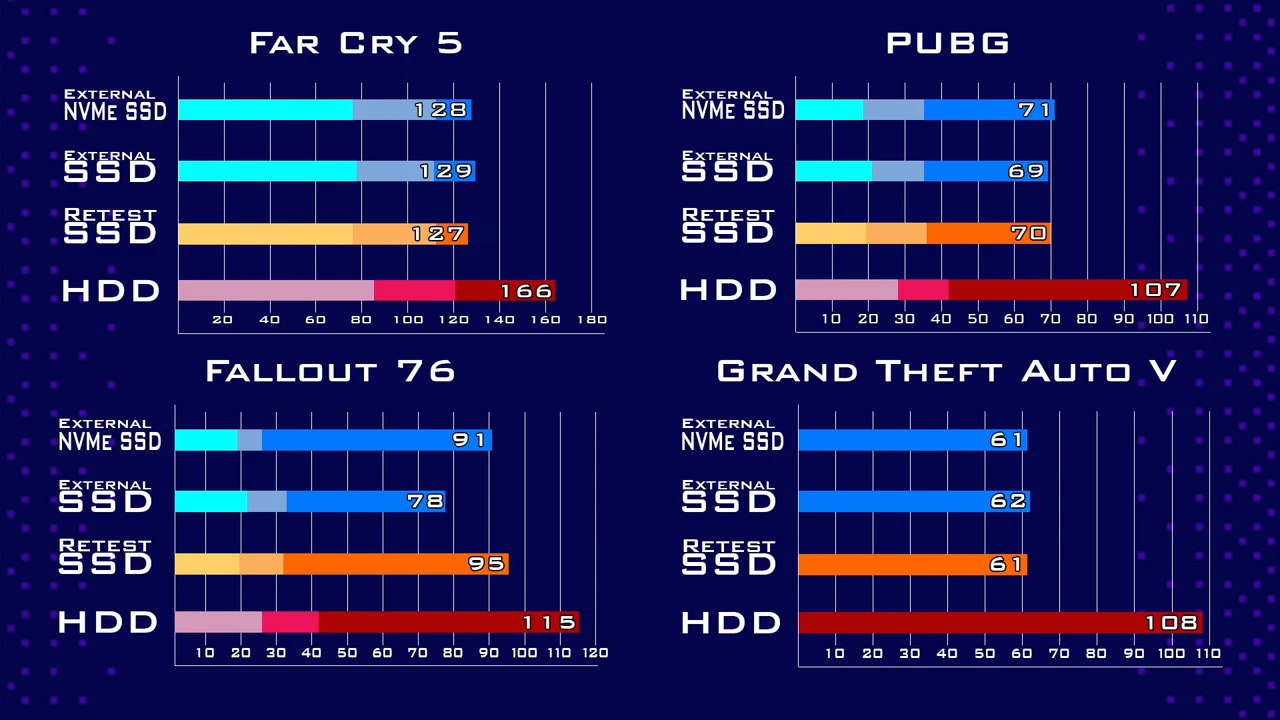 Far Cry 5
External
NVMe SSD
128
External
SSD
129
Retest
SSD
127
HDD
166
20 40 60 80 100 120 140 160 180
PUBG
External
NVMe SSD
71
External
SSD
69
Retest
SSD
70
HDD
107
10 20 30 40 50 60 70 80 90 100 110
Fallout 76
External
NVMe SSD
91
External
SSD
78
Retest
SSD
95
HDD
115
10 20 30 40 50 60 70 80 90 100 110 120
Grand Theft Auto V
External
NVMe SSD
61
External
SSD
62
Retest
SSD
61
HDD
108
10 20 30 40 50 60 70 80 90 100 110